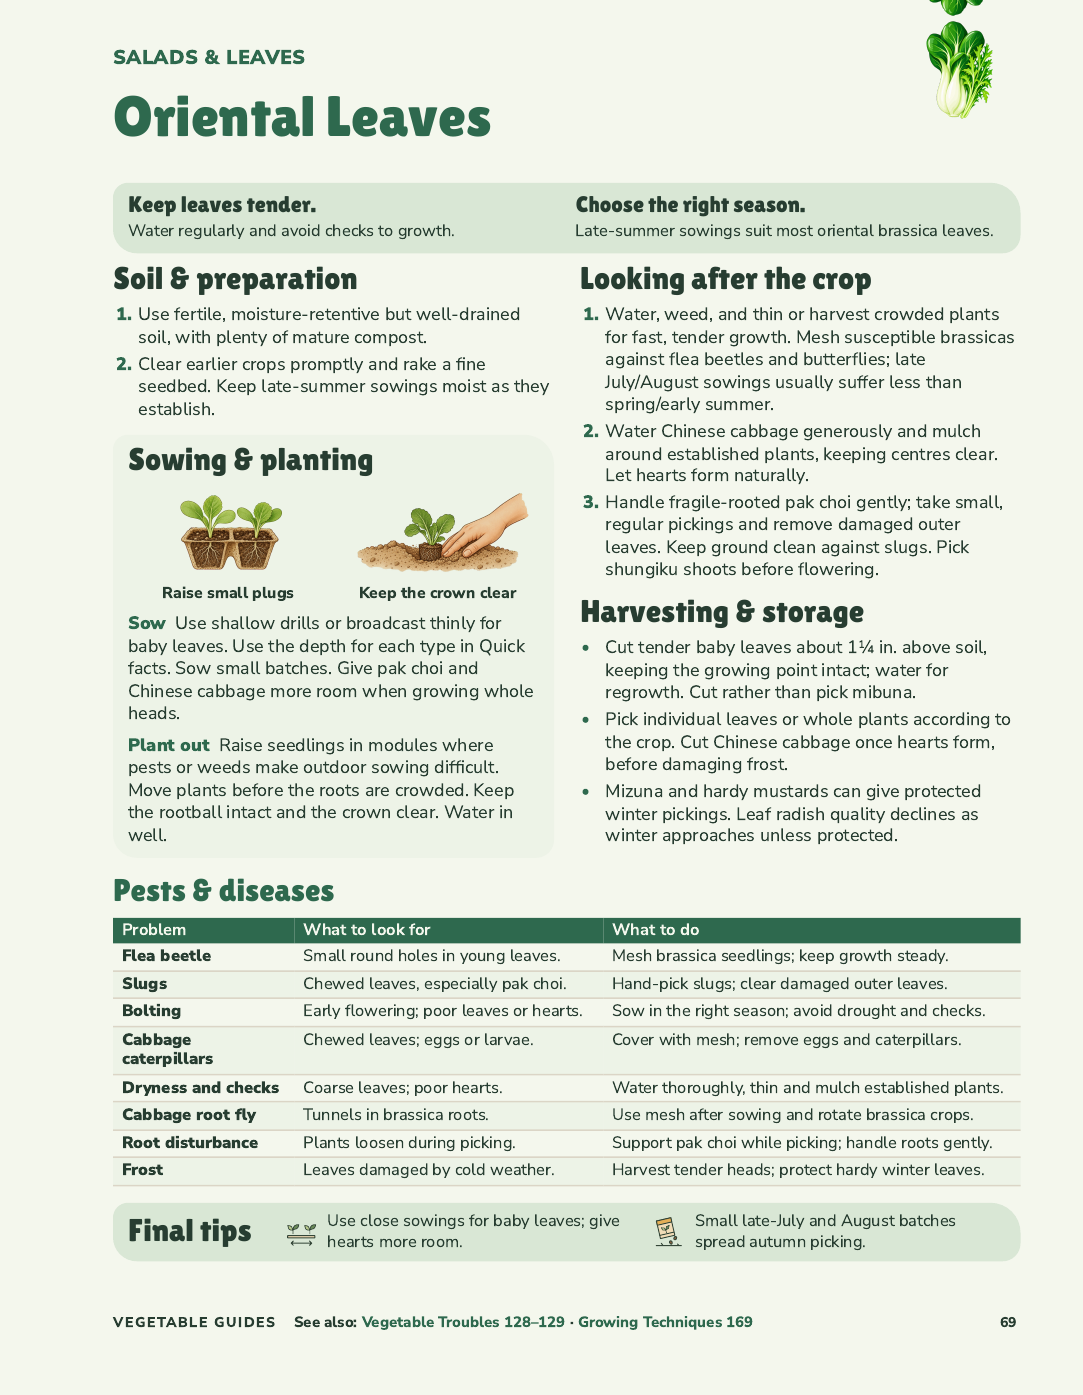 SALADS & LEAVES
Oriental Leaves
Keep leaves tender.
Water regularly and avoid checks to growth.
Choose the right season.
Late-summer sowings suit most oriental brassica leaves.
Soil & preparation
1. Use fertile, moisture-retentive but well-drained
soil, with plenty of mature compost.
2. Clear earlier crops promptly and rake a fine
seedbed. Keep late-summer sowings moist as they
establish.
Sowing & planting
Raise small plugs
Keep the crown clear
Sow Use shallow drills or broadcast thinly for
baby leaves. Use the depth for each type in Quick
facts. Sow small batches. Give pak choi and
Chinese cabbage more room when growing whole
heads.
Plant out Raise seedlings in modules where
pests or weeds make outdoor sowing difficult.
Move plants before the roots are crowded. Keep
the rootball intact and the crown clear. Water in
well.
Looking after the crop
1. Water, weed, and thin or harvest crowded plants
for fast, tender growth. Mesh susceptible brassicas
against flea beetles and butterflies; late
July/August sowings usually suffer less than
spring/early summer.
2. Water Chinese cabbage generously and mulch
around established plants, keeping centres clear.
Let hearts form naturally.
3. Handle fragile-rooted pak choi gently; take small,
regular pickings and remove damaged outer
leaves. Keep ground clean against slugs. Pick
shungiku shoots before flowering.
Harvesting & storage
• Cut tender baby leaves about 1¼ in. above soil,
keeping the growing point intact; water for
regrowth. Cut rather than pick mibuna.
• Pick individual leaves or whole plants according to
the crop. Cut Chinese cabbage once hearts form,
before damaging frost.
• Mizuna and hardy mustards can give protected
winter pickings. Leaf radish quality declines as
winter approaches unless protected.
Pests & diseases
Problem What to look for What to do
Flea beetle Small round holes in young leaves. Mesh brassica seedlings; keep growth steady.
Slugs Chewed leaves, especially pak choi. Hand-pick slugs; clear damaged outer leaves.
Bolting Early flowering; poor leaves or hearts. Sow in the right season; avoid drought and checks.
Cabbage caterpillars Chewed leaves; eggs or larvae. Cover with mesh; remove eggs and caterpillars.
Dryness and checks Coarse leaves; poor hearts. Water thoroughly, thin and mulch established plants.
Cabbage root fly Tunnels in brassica roots. Use mesh after sowing and rotate brassica crops.
Root disturbance Plants loosen during picking. Support pak choi while picking; handle roots gently.
Frost Leaves damaged by cold weather. Harvest tender heads; protect hardy winter leaves.
Final tips
Use close sowings for baby leaves; give
hearts more room.
Small late-July and August batches
spread autumn picking.
VEGETABLE GUIDES See also: Vegetable Troubles 128–129 · Growing Techniques 169 69